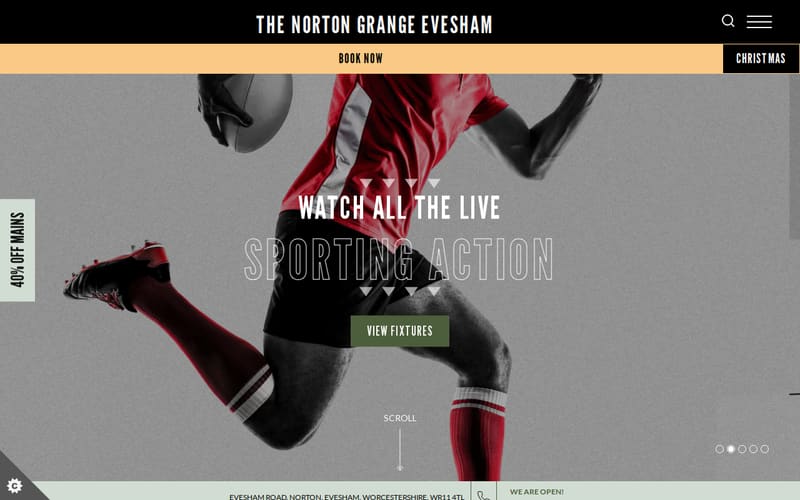 THE NORTON GRANGE EVESHAM
BOOK NOW
CHRISTMAS
WATCH ALL THE LIVE
SPORTING ACTION
40% OFF MAINS
VIEW FIXTURES
SCROLL
EVESHAM ROAD, NORTON, EVESHAM, WORCESTERSHIRE, WR11 4TL
WE ARE OPEN!